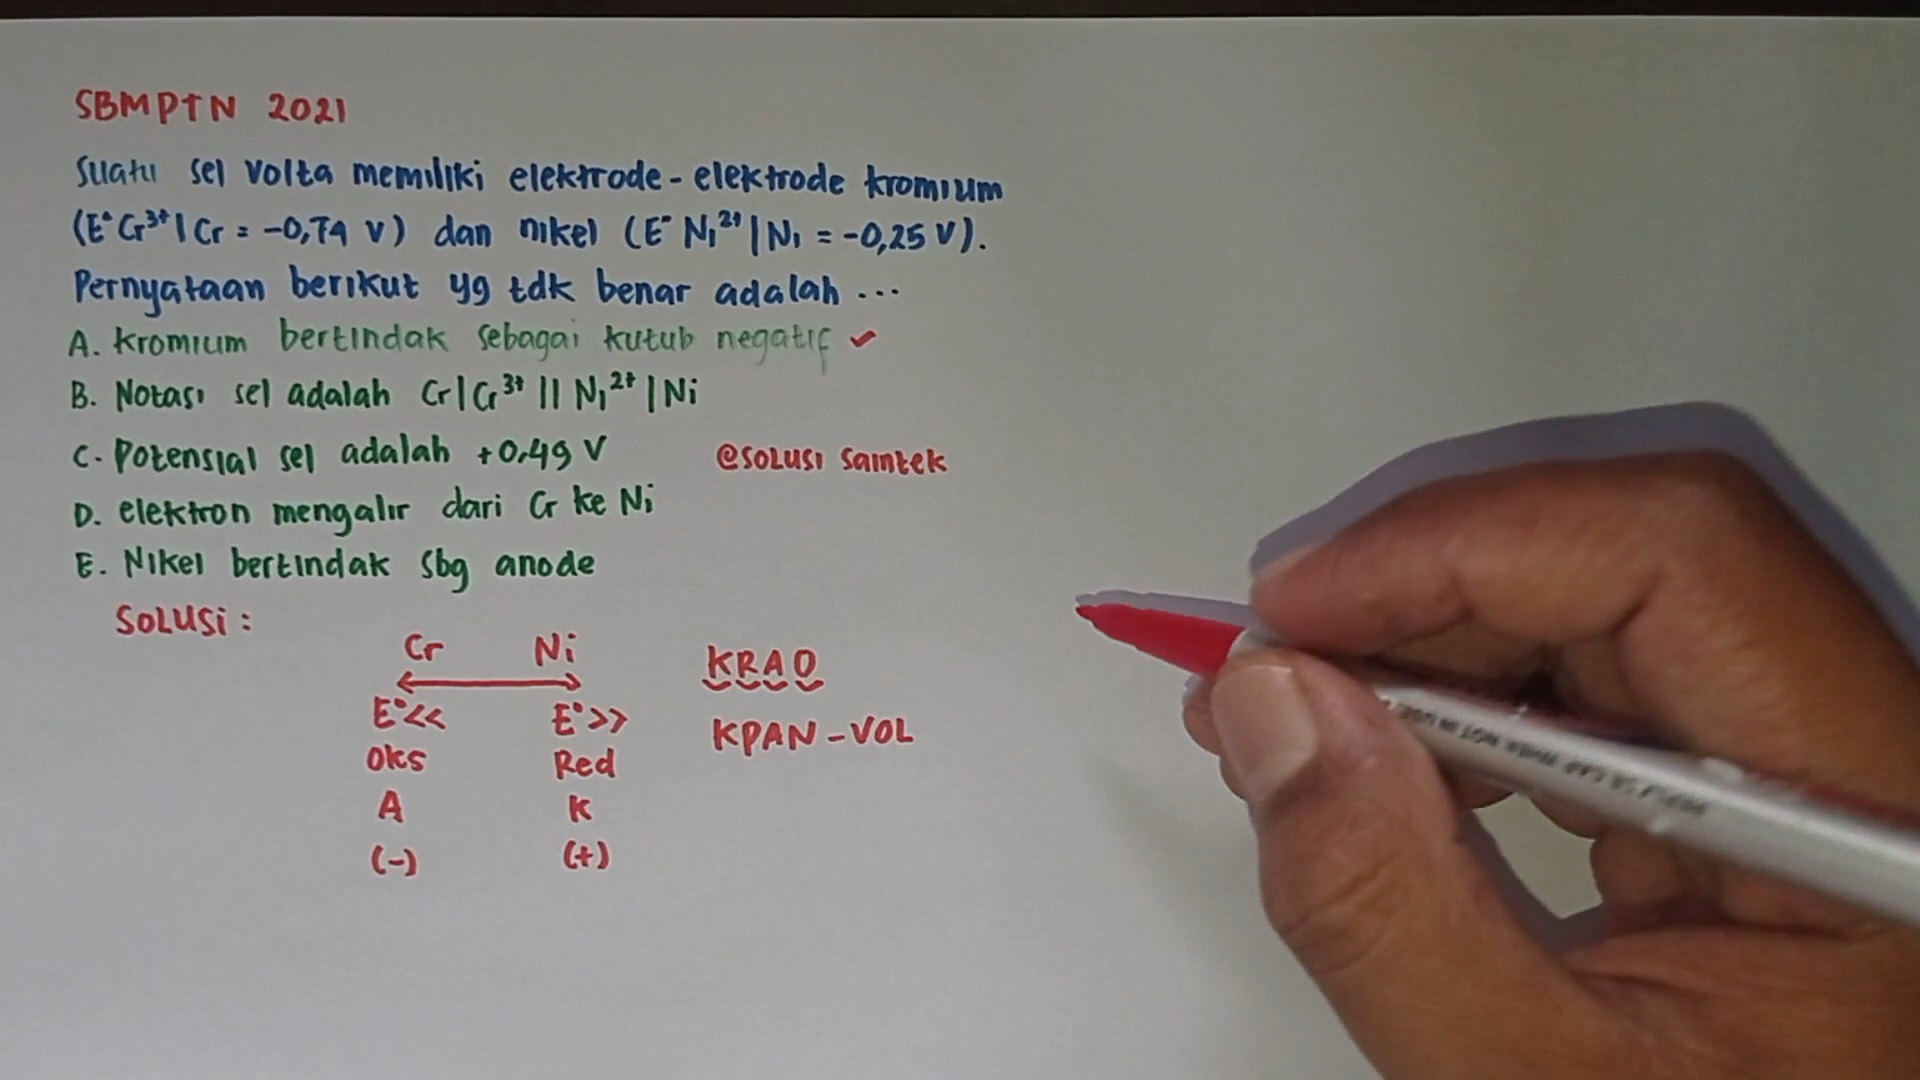 SBMPTN 2021
Suatu sel volta memiliki elektrode-elektrode kromium
(E° Cr³⁺|Cr = -0,74 V) dan nikel (E° Ni²⁺|Ni = -0,25 V).
Pernyataan berikut yg tdk benar adalah ...
A. kromium bertindak sebagai kutub negatif ✓
B. Notasi sel adalah Cr|Cr³⁺||Ni²⁺|Ni
C. Potensial sel adalah +0,49 V
@SOLUSI Saintek
D. elektron mengalir dari Cr ke Ni
E. Nikel bertindak sbg anode
SOLUSi :
Cr Ni
KRAO
E°<< E°>>
KPAN-VOL
Oks Red
A K
(-) (+)